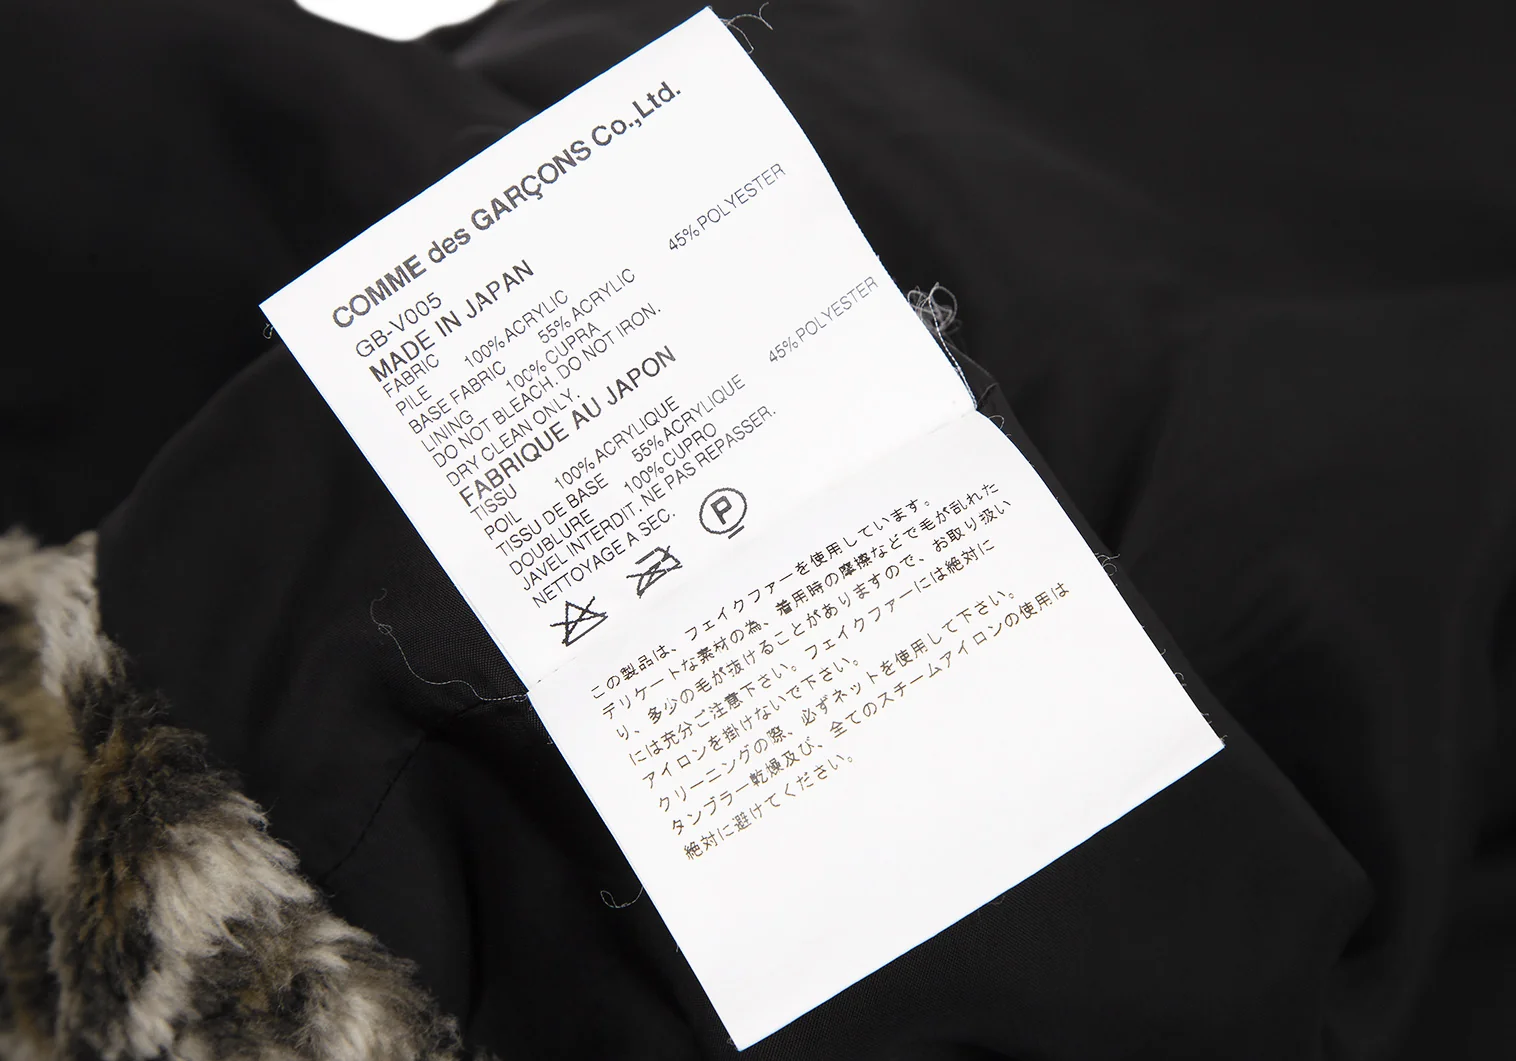 COMME des GARÇONS Co.,Ltd.
GB-V005
MADE IN JAPAN
FABRIC
PILE 100% ACRYLIC
BASE FABRIC 55% ACRYLIC 45% POLYESTER
LINING 100% CUPRA
DO NOT BLEACH. DO NOT IRON.
DRY CLEAN ONLY.
FABRIQUE AU JAPON
TISSU
POIL 100% ACRYLIQUE
TISSU DE BASE 55% ACRYLIQUE 45% POLYESTER
DOUBLURE 100% CUPRO
JAVEL INTERDIT. NE PAS REPASSER.
NETTOYAGE A SEC.
P
この製品は、フェイクファーを使用しています。
デリケートな素材の為、着用時の摩擦などで毛が乱れた
り、多少の毛が抜けることがありますので、お取り扱い
には充分ご注意下さい。フェイクファーには絶対に
アイロンを掛けないで下さい。
クリーニングの際、必ずネットを使用して下さい。
タンブラー乾燥及び、全てのスチームアイロンの使用は
絶対に避けてください。